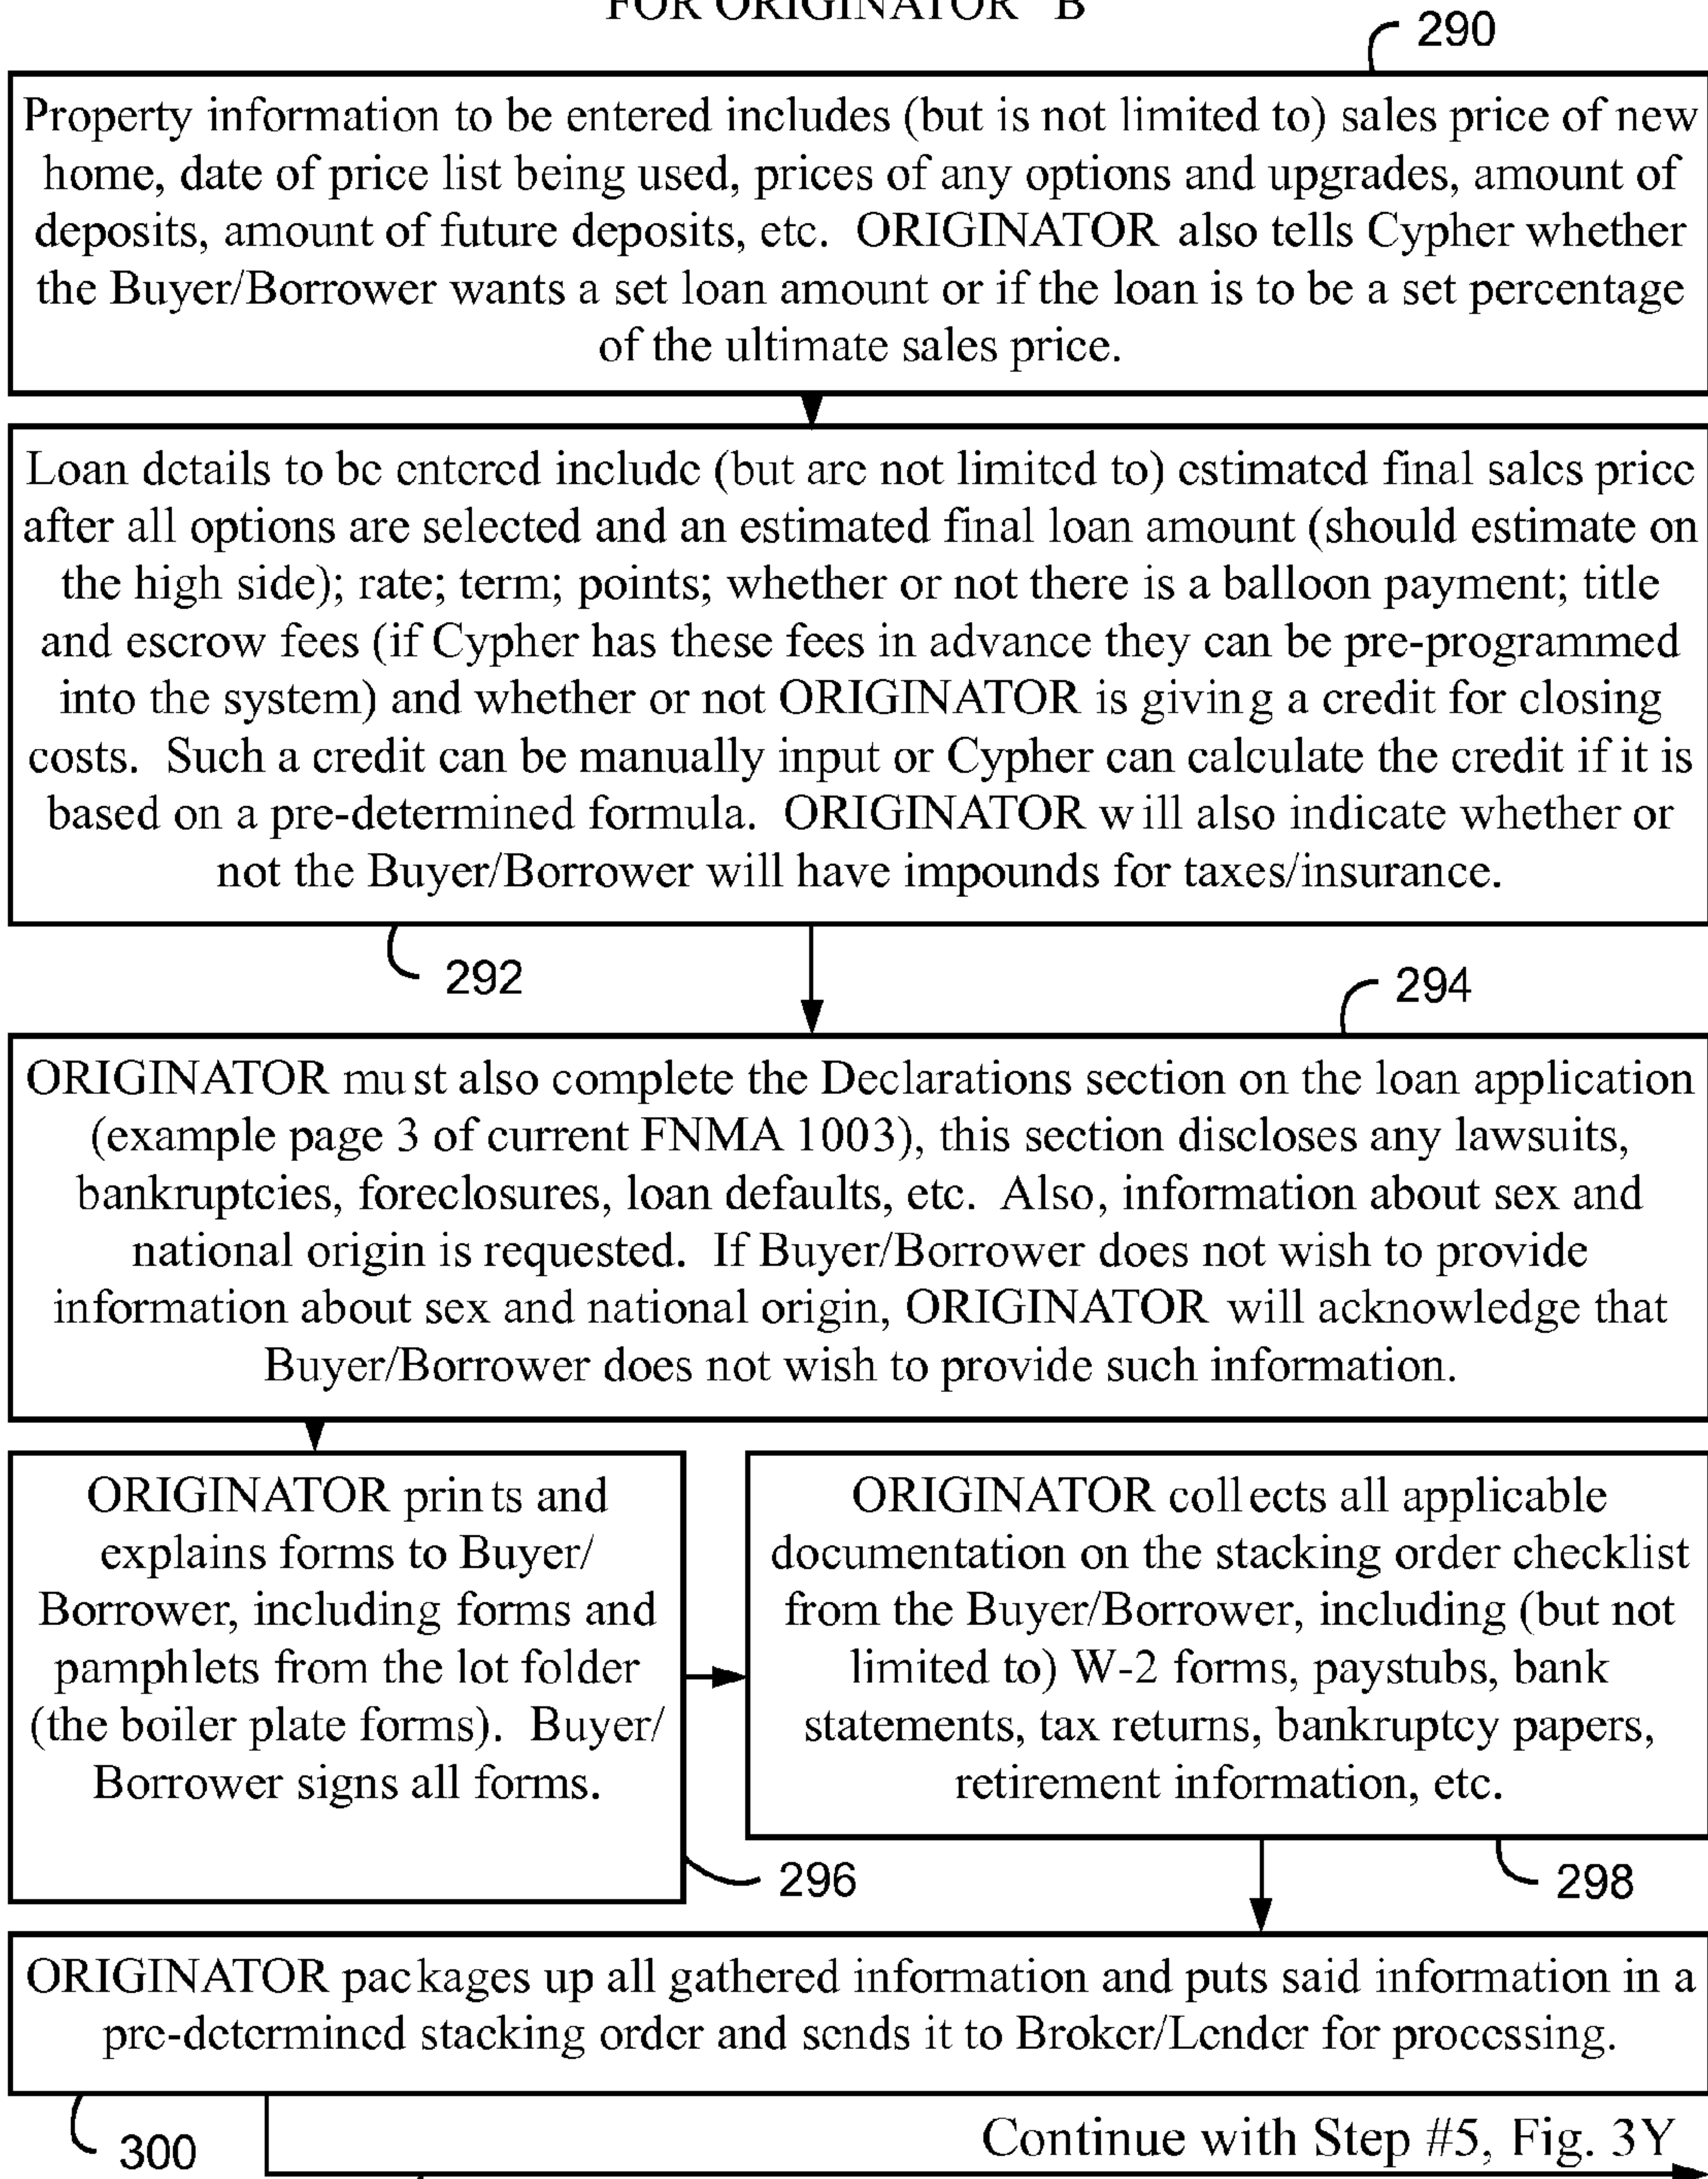 FOR ORIGINATOR B
290
Property information to be entered includes (but is not limited to) sales price of new
home, date of price list being used, prices of any options and upgrades, amount of
deposits, amount of future deposits, etc. ORIGINATOR also tells Cypher whether
the Buyer/Borrower wants a set loan amount or if the loan is to be a set percentage
of the ultimate sales price.
Loan details to be entered include (but are not limited to) estimated final sales price
after all options are selected and an estimated final loan amount (should estimate on
the high side); rate; term; points; whether or not there is a balloon payment; title
and escrow fees (if Cypher has these fees in advance they can be pre-programmed
into the system) and whether or not ORIGINATOR is giving a credit for closing
costs. Such a credit can be manually input or Cypher can calculate the credit if it is
based on a pre-determined formula. ORIGINATOR will also indicate whether or
not the Buyer/Borrower will have impounds for taxes/insurance.
292
294
ORIGINATOR must also complete the Declarations section on the loan application
(example page 3 of current FNMA 1003), this section discloses any lawsuits,
bankruptcies, foreclosures, loan defaults, etc. Also, information about sex and
national origin is requested. If Buyer/Borrower does not wish to provide
information about sex and national origin, ORIGINATOR will acknowledge that
Buyer/Borrower does not wish to provide such information.
ORIGINATOR prints and
explains forms to Buyer/
Borrower, including forms and
pamphlets from the lot folder
(the boiler plate forms). Buyer/
Borrower signs all forms.
296
ORIGINATOR collects all applicable
documentation on the stacking order checklist
from the Buyer/Borrower, including (but not
limited to) W-2 forms, paystubs, bank
statements, tax returns, bankruptcy papers,
retirement information, etc.
298
ORIGINATOR packages up all gathered information and puts said information in a
pre-determined stacking order and sends it to Broker/Lender for processing.
300
Continue with Step #5, Fig. 3Y